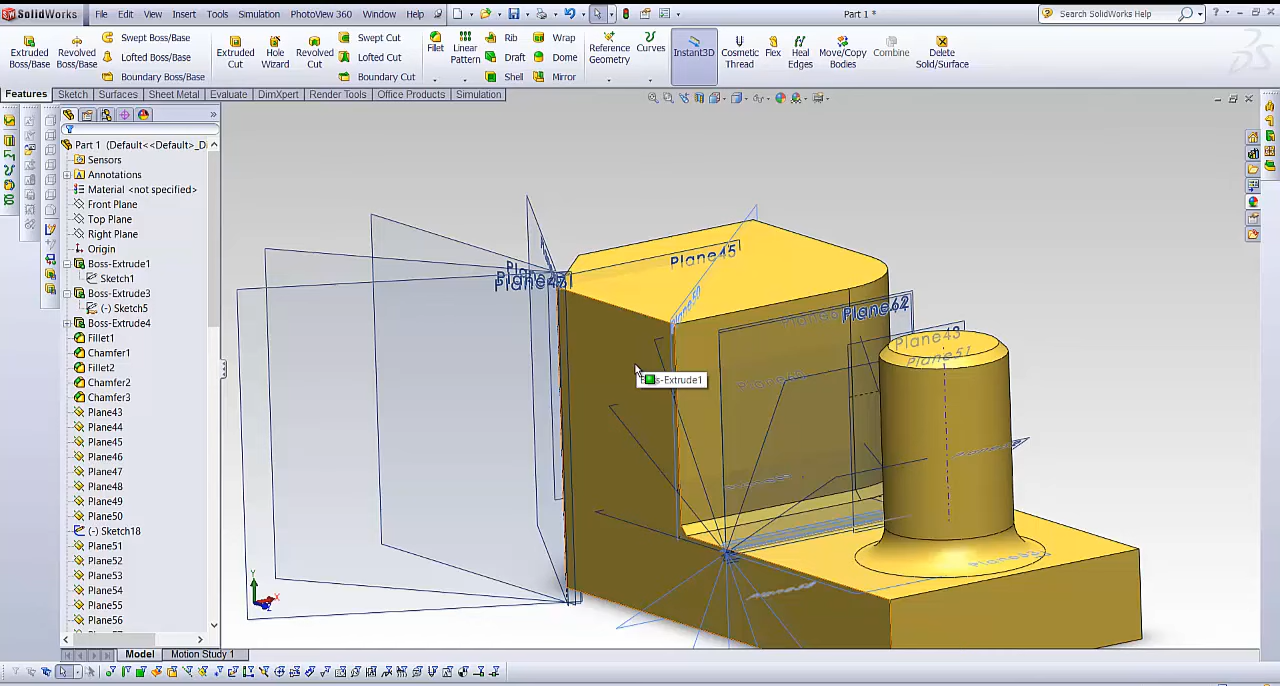 SolidWorks File Edit View Insert Tools Simulation PhotoView 360 Window Help Part 1 * Search SolidWorks Help
Extruded Boss/Base
Revolved Boss/Base
Swept Boss/Base
Lofted Boss/Base
Boundary Boss/Base
Extruded Cut
Hole Wizard
Revolved Cut
Swept Cut
Lofted Cut
Boundary Cut
Fillet
Linear Pattern
Rib
Draft
Shell
Wrap
Dome
Mirror
Reference Geometry
Curves
Instant3D
Cosmetic Thread
Flex
Heal Edges
Move/Copy Bodies
Combine
Delete Solid/Surface
Features Sketch Surfaces Sheet Metal Evaluate DimXpert Render Tools Office Products Simulation
Part 1 (Default<<Default>_Di
Sensors
Annotations
Material <not specified>
Front Plane
Top Plane
Right Plane
Origin
Boss-Extrude1
Sketch1
Boss-Extrude3
(-) Sketch5
Boss-Extrude4
Fillet1
Chamfer1
Fillet2
Chamfer2
Chamfer3
Plane43
Plane44
Plane45
Plane46
Plane47
Plane48
Plane49
Plane50
(-) Sketch18
Plane51
Plane52
Plane53
Plane54
Plane55
Plane56
Plane45
Plane50
Plane62
Plane43
Plane51
Model Motion Study 1